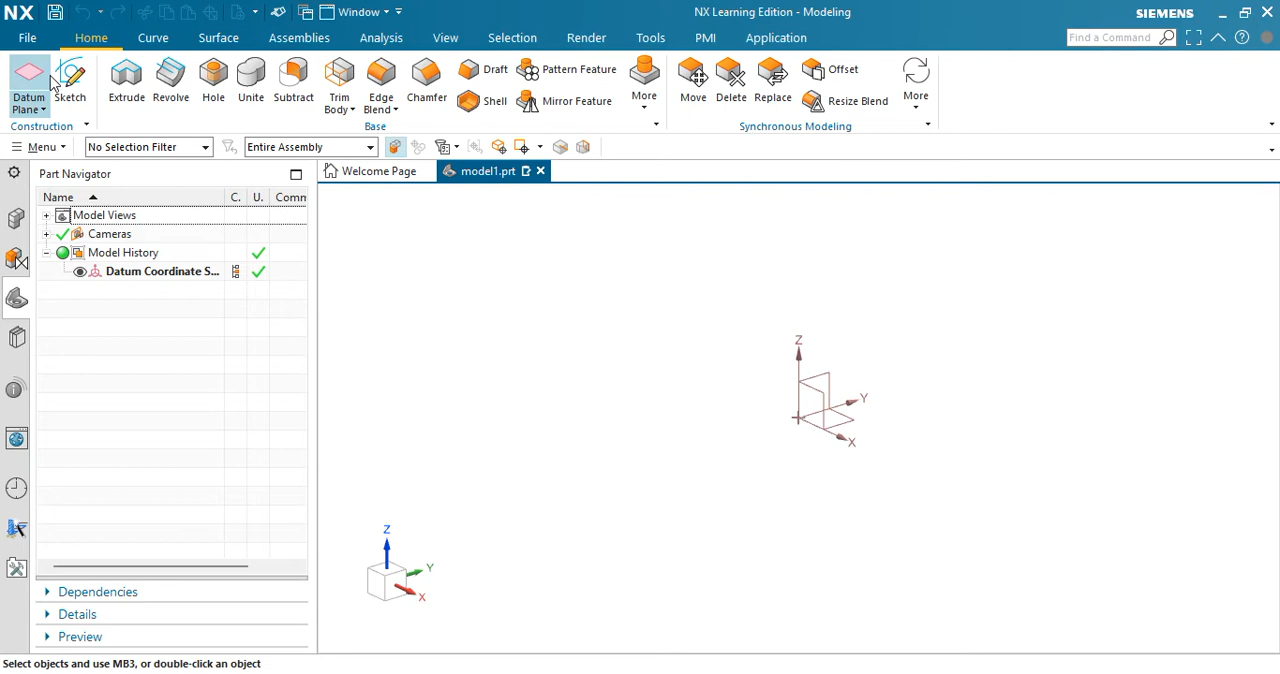 NX
Window
NX Learning Edition - Modeling
SIEMENS
File
Home
Curve
Surface
Assemblies
Analysis
View
Selection
Render
Tools
PMI
Application
Find a Command
Datum
Plane
Sketch
Extrude
Revolve
Hole
Unite
Subtract
Trim
Body
Edge
Blend
Chamfer
Draft
Shell
Pattern Feature
Mirror Feature
More
Move
Delete
Replace
Offset
Resize Blend
More
Construction
Base
Synchronous Modeling
Menu
No Selection Filter
Entire Assembly
Part Navigator
Welcome Page
model1.prt
Name
C.
U.
Comm
Model Views
Cameras
Model History
Datum Coordinate S...
Z
Y
X
Z
Y
X
Dependencies
Details
Preview
Select objects and use MB3, or double-click an object